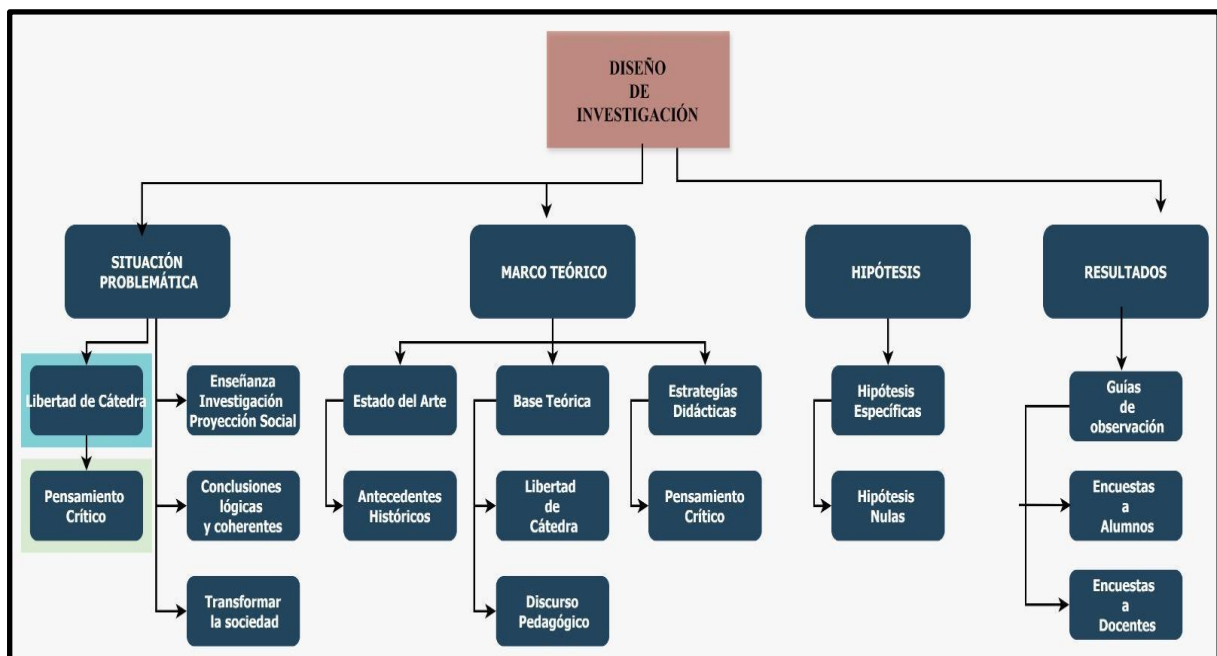 DISEÑO
DE
INVESTIGACIÓN
SITUACIÓN
PROBLEMÁTICA
MARCO TEÓRICO
HIPÓTESIS
RESULTADOS
Libertad de Cátedra
Enseñanza
Investigación
Proyección Social
Estado del Arte
Base Teórica
Estrategías
Didácticas
Hipótesis
Específicas
Guías
de
observación
Pensamiento
Crítico
Conclusiones
lógicas
y coherentes
Antecedentes
Históricos
Libertad
de
Cátedra
Pensamiento
Crítico
Hipótesis
Nulas
Encuestas
a
Alumnos
Transformar
la sociedad
Discurso
Pedagógico
Encuestas
a
Docentes